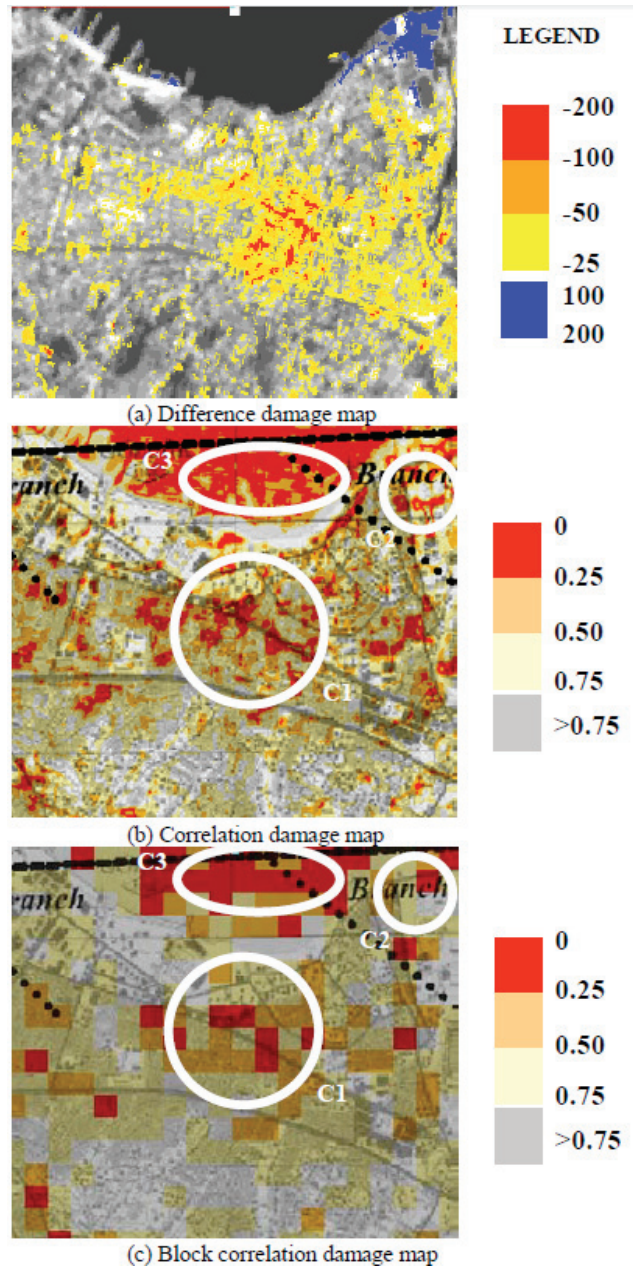 LEGEND
-200
-100
-50
-25
100
200
(a) Difference damage map
C3
Branch
ranch
C2
C1
0
0.25
0.50
0.75
>0.75
(b) Correlation damage map
C3
Branch
ranch
C2
C1
0
0.25
0.50
0.75
>0.75
(c) Block correlation damage map